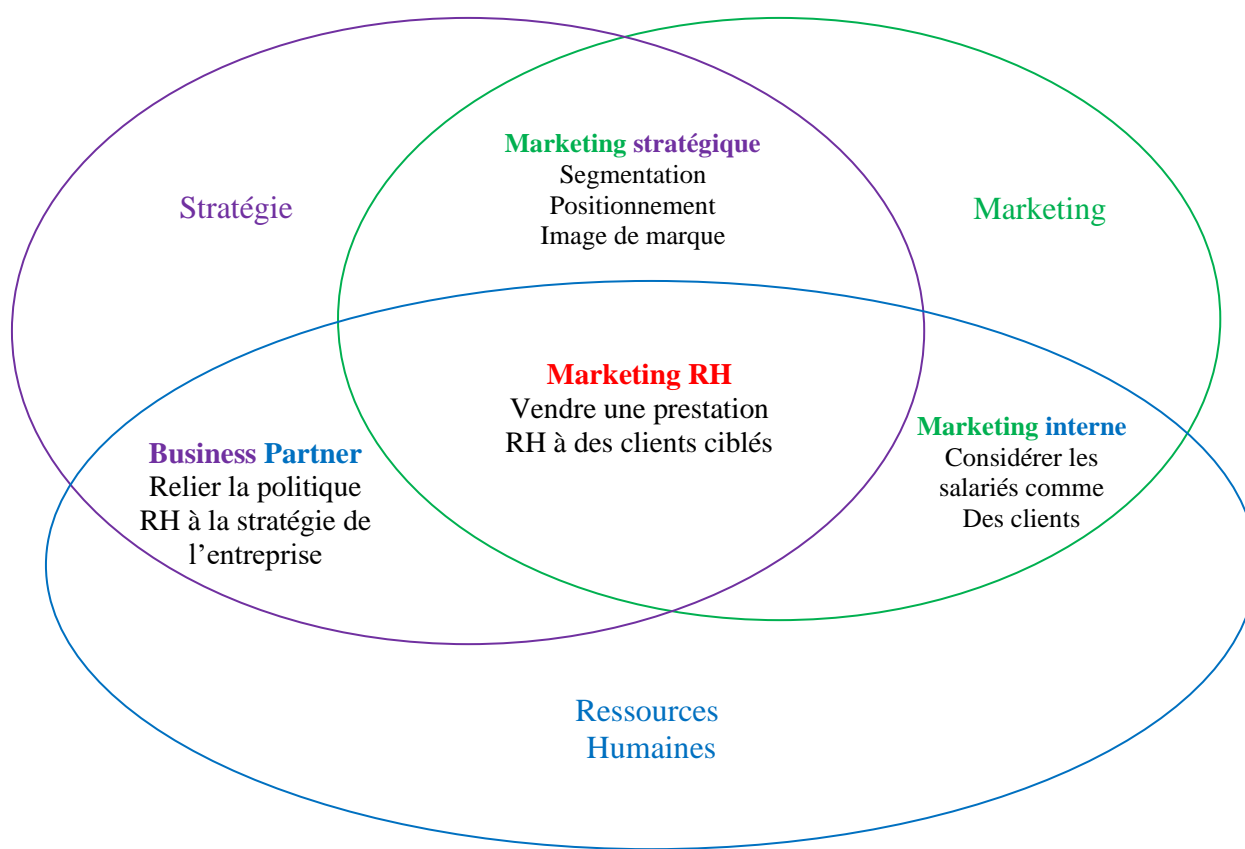 Marketing stratégique
Segmentation
Positionnement
Image de marque
Stratégie
Marketing
Marketing RH
Vendre une prestation
RH à des clients ciblés
Business Partner
Relier la politique
RH à la stratégie de
l’entreprise
Marketing interne
Considérer les
salariés comme
Des clients
Ressources
Humaines